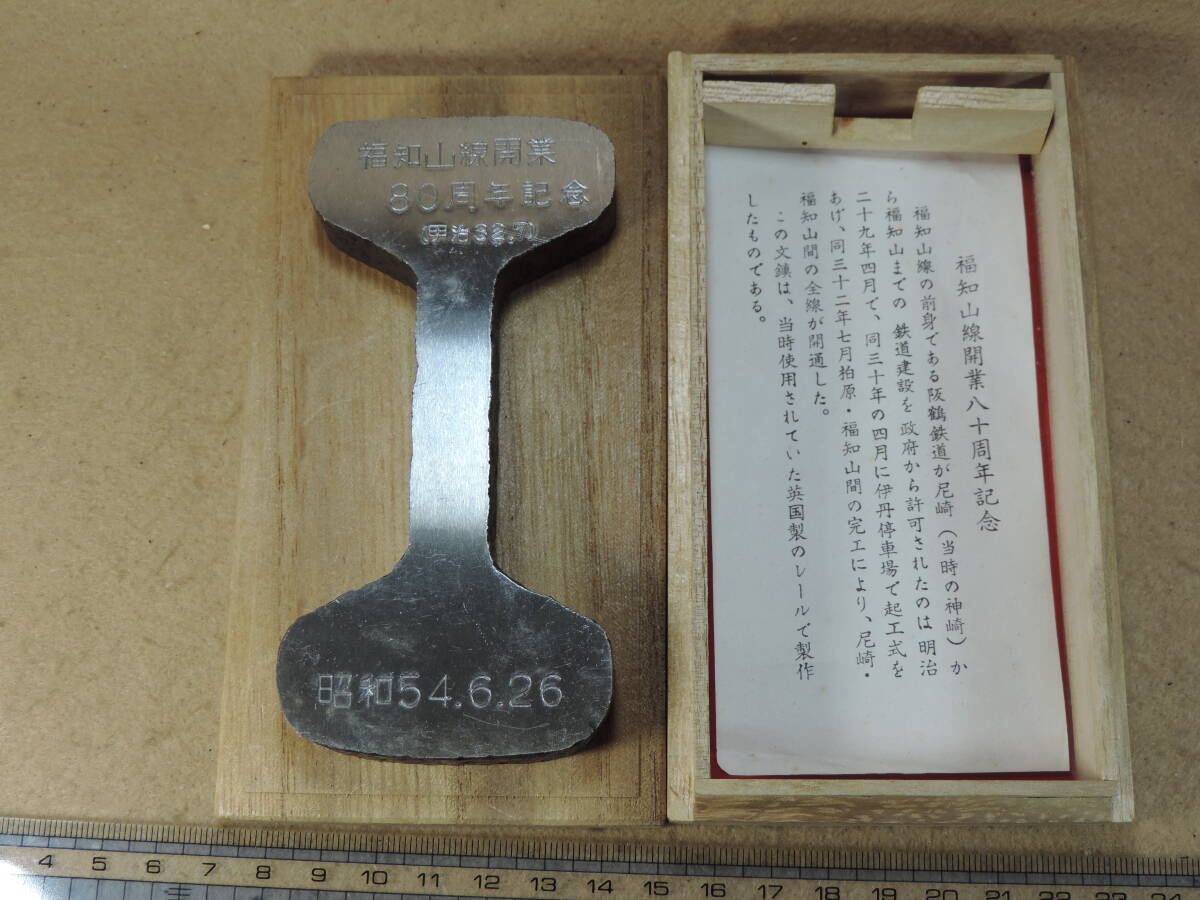 福知山線開業
80周年記念
(明治32.7)
昭和54.6.26
福知山線開業八十周年記念
福知山線の前身である阪鶴鉄道が尼崎(当時の神崎)か
ら福知山までの 鉄道建設を政府から許可されたのは明治
二十九年四月で、同三十年の四月に伊丹停車場で起工式を
あげ、同三十二年七月柏原・福知山間の完工により、尼崎・
福知山間の全線が開通した。
この文鎮は、当時使用されていた英国製のレールで製作
したものである。
4 5 6 7 8 9 10 11 12 13 14 15 16 17 18 19 20 21 22 23 24